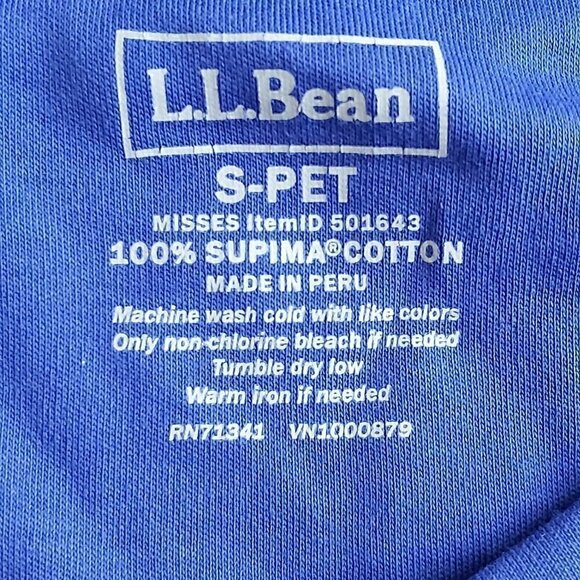 L.L.Bean
S-PET
MISSES ItemID 501643
100% SUPIMA®COTTON
MADE IN PERU
Machine wash cold with like colors
Only non-chlorine bleach if needed
Tumble dry low
Warm iron if needed
RN71341 VN1000879